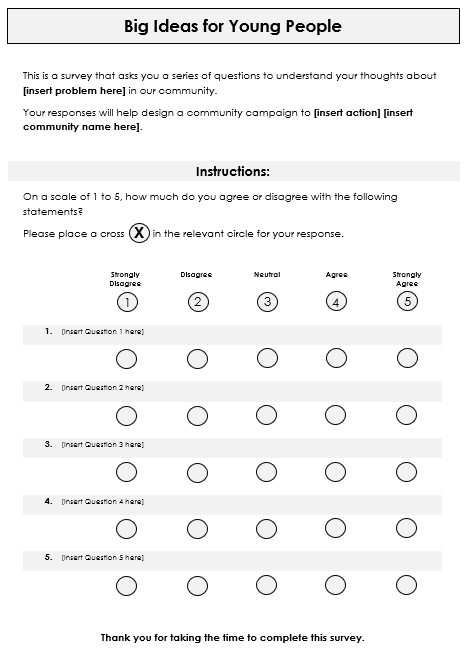 Big Ideas for Young People
This is a survey that asks you a series of questions to understand your thoughts about
[insert problem here] in our community.
Your responses will help design a community campaign to [insert action] [insert
community name here].
Instructions:
On a scale of 1 to 5, how much do you agree or disagree with the following
statements?
Please place a cross X in the relevant circle for your response.
Strongly Disagree Disagree Neutral Agree Strongly Agree
1 2 3 4 5
1. [Insert Question 1 here]
2. [Insert Question 2 here]
3. [Insert Question 3 here]
4. [Insert Question 4 here]
5. [Insert Question 5 here]
Thank you for taking the time to complete this survey.